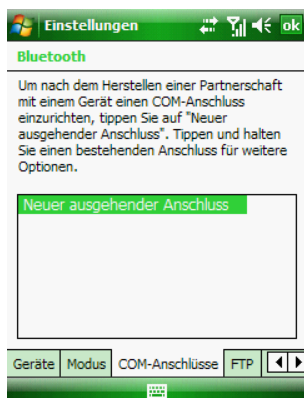 Einstellungen
ok
Bluetooth
Um nach dem Herstellen einer Partnerschaft
mit einem Gerät einen COM-Anschluss
einzurichten, tippen Sie auf "Neuer
ausgehender Anschluss". Tippen und halten
Sie einen bestehenden Anschluss für weitere
Optionen.
Neuer ausgehender Anschluss
Geräte Modus COM-Anschlüsse FTP